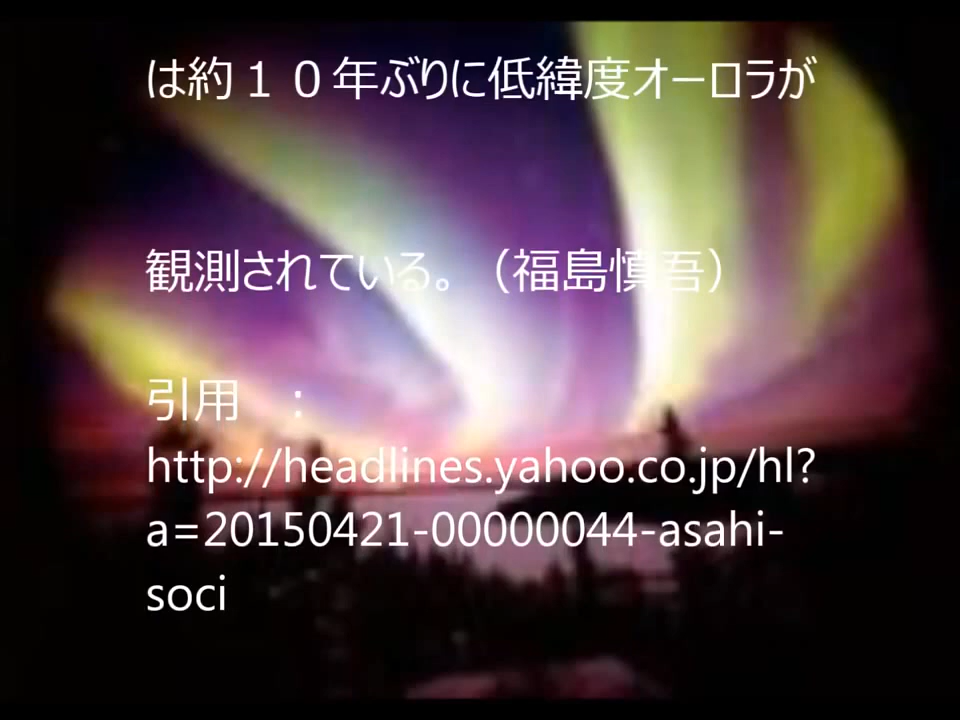 は約１０年ぶりに低緯度オーロラが
観測されている。（福島慎吾）
引用　：
http://headlines.yahoo.co.jp/hl?
a=20150421-00000044-asahi-
soci